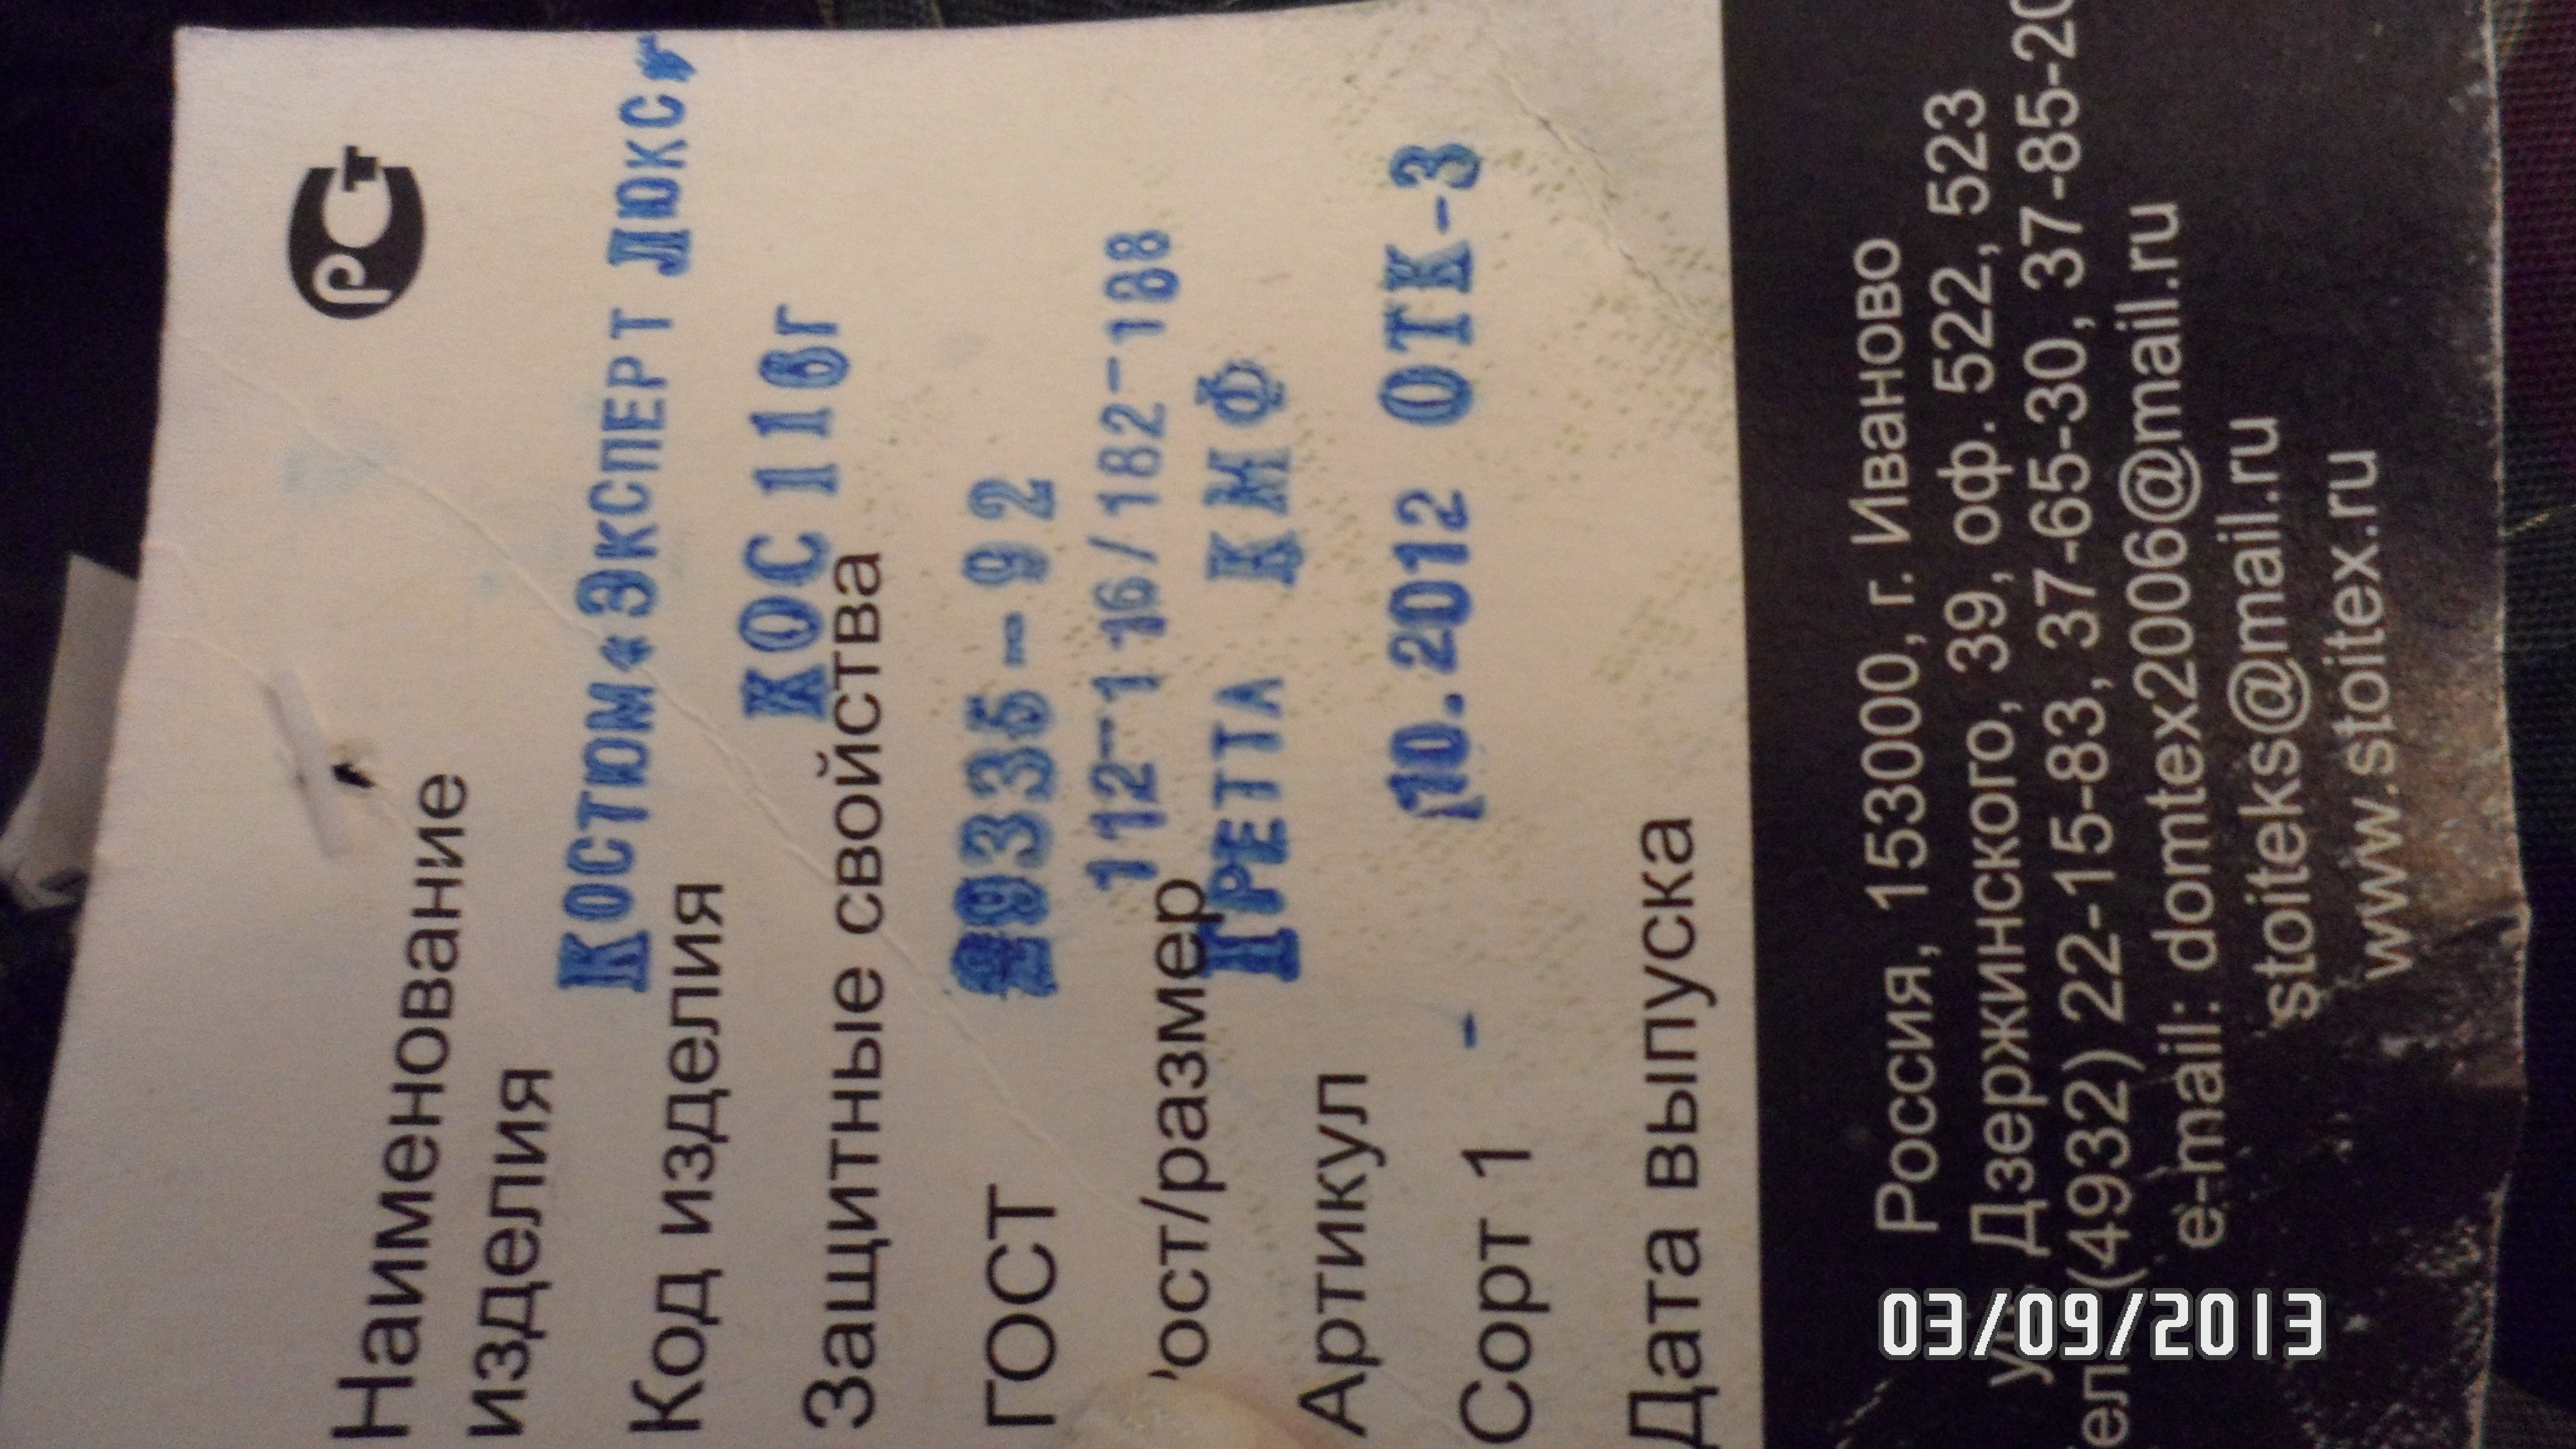 РСТ
Наименование
изделия
Костюм «Эксперт Люкс»
Код изделия
КОС 116г
Защитные свойства
ГОСТ 29335-92
112-116/182-188
ост/размер
ГРЕТТА КМФ
Артикул
Сорт 1 - 10.2012 ОТК-3
Дата выпуска
Россия, 153000, г. Иваново
ул. Дзержинского, 39, оф. 522, 523
ел. (4932) 22-15-83, 37-65-30, 37-85-20
e-mail: domtex2006@mail.ru
stoiteks@mail.ru
www.stoitex.ru
03/09/2013